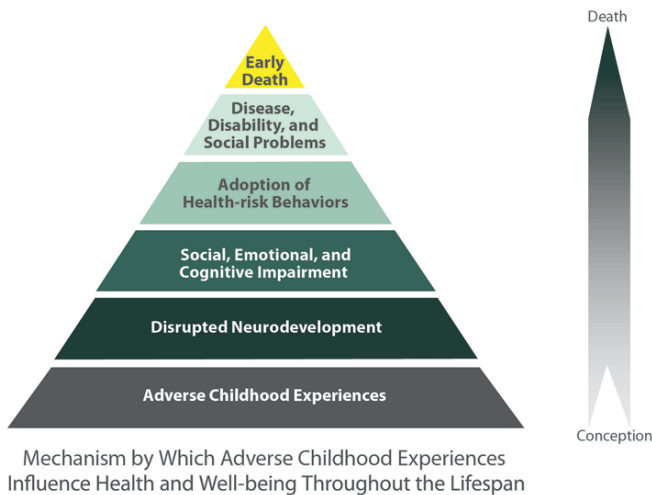 Death
Early
Death
Disease,
Disability, and
Social Problems
Adoption of
Health-risk Behaviors
Social, Emotional, and
Cognitive Impairment
Disrupted Neurodevelopment
Adverse Childhood Experiences
Conception
Mechanism by Which Adverse Childhood Experiences
Influence Health and Well-being Throughout the Lifespan